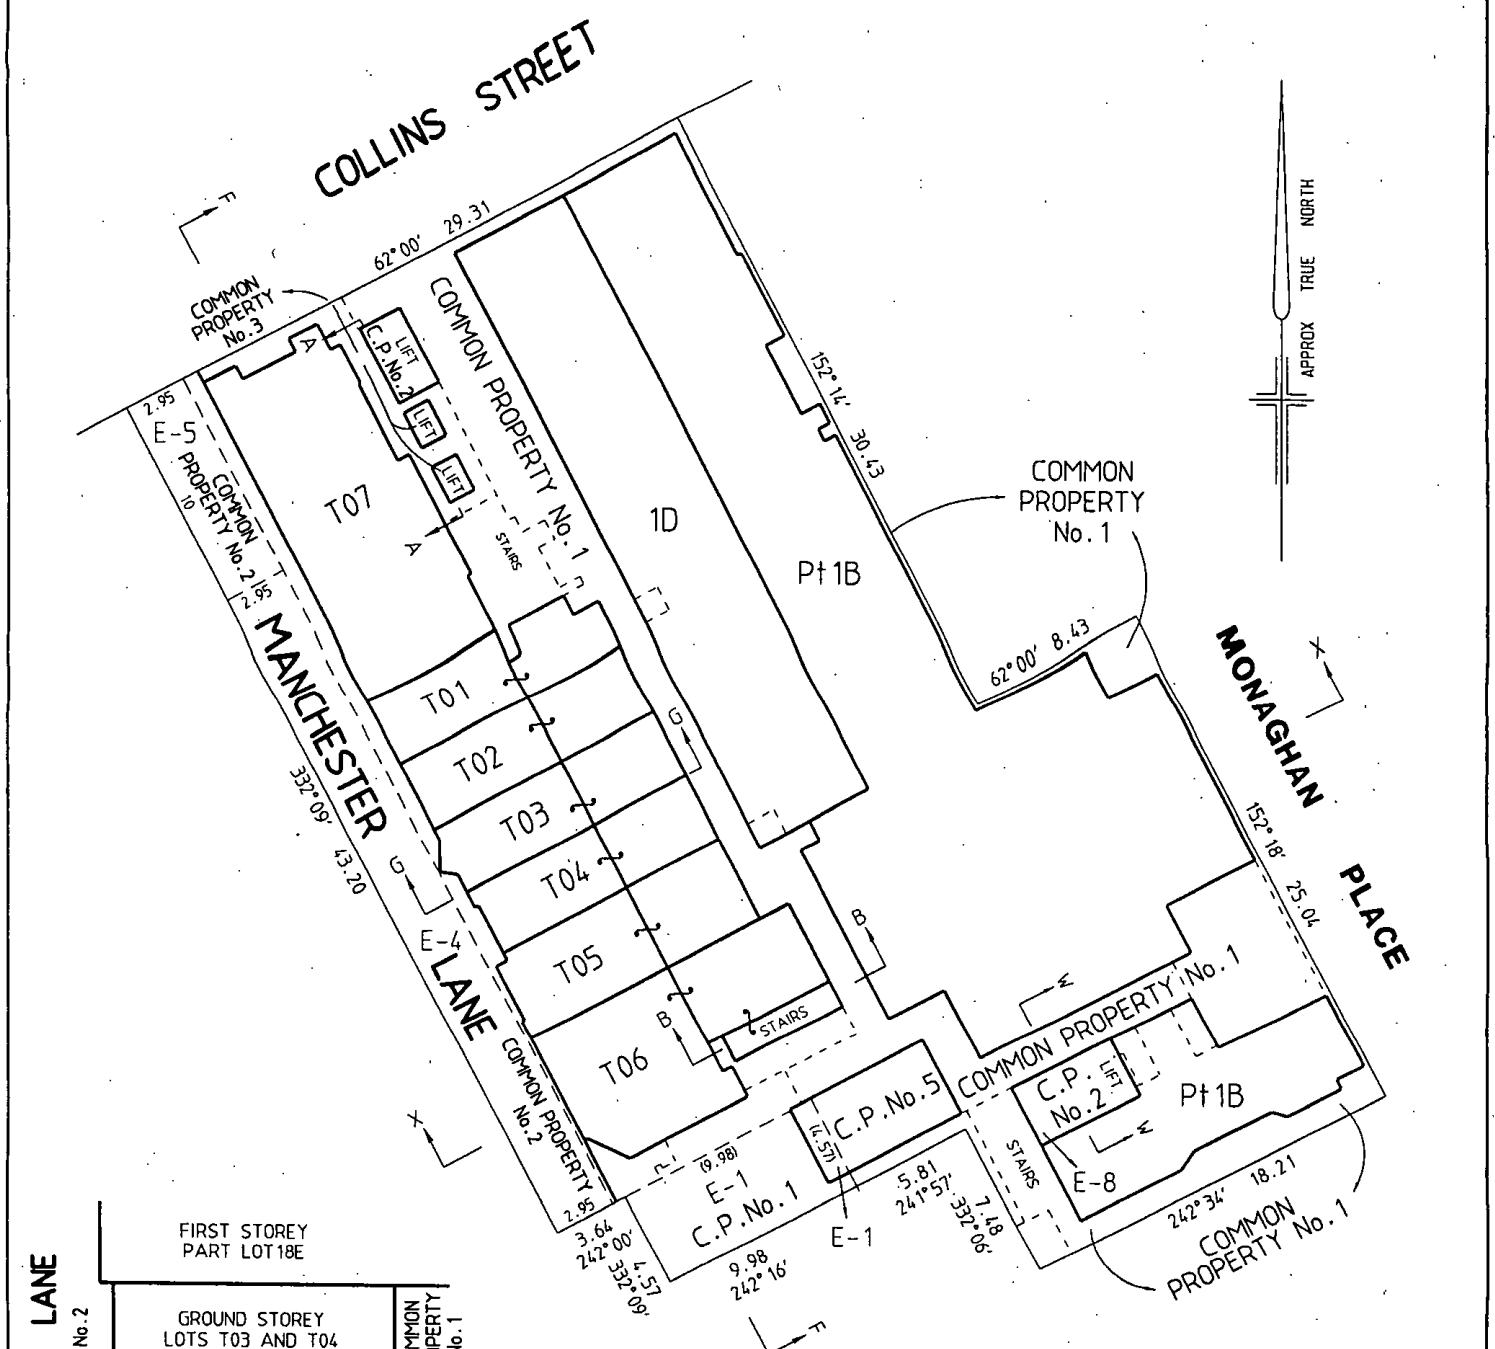 COLLINS STREET
F
62°00' 29.31
COMMON
PROPERTY
No.3
A
LIFT
C.P.No.2
LIFT
LIFT
COMMON PROPERTY No. 1
2.95
E-5
COMMON
PROPERTY No.2
10
T07
A
STAIRS
1D
Pt 1B
152° 14' 30.43
COMMON
PROPERTY
No. 1
APPROX TRUE NORTH
62°00' 8.43
MONAGHAN PLACE
X
2.95
MANCHESTER LANE
T01
T02
T03
T04
T05
T06
G
G
332°09' 43.20
E-4
COMMON PROPERTY
No.2
B
B
STAIRS
152° 18' 25.04
W
COMMON PROPERTY No. 1
C.P.No.5
(4.57)
C.P.
No.2
LIFT
W
Pt 1B
STAIRS
E-8
X
2.95
(9.98)
E-1
C.P.No.1
E-1
5.81
241°57'
7.48
332°06'
242°34' 18.21
COMMON
PROPERTY No. 1
3.64
242°00'
4.57
332°09'
9.98
242° 16'
F
FIRST STOREY
PART LOT 18E
GROUND STOREY
LOTS T03 AND T04
LANE
No.2